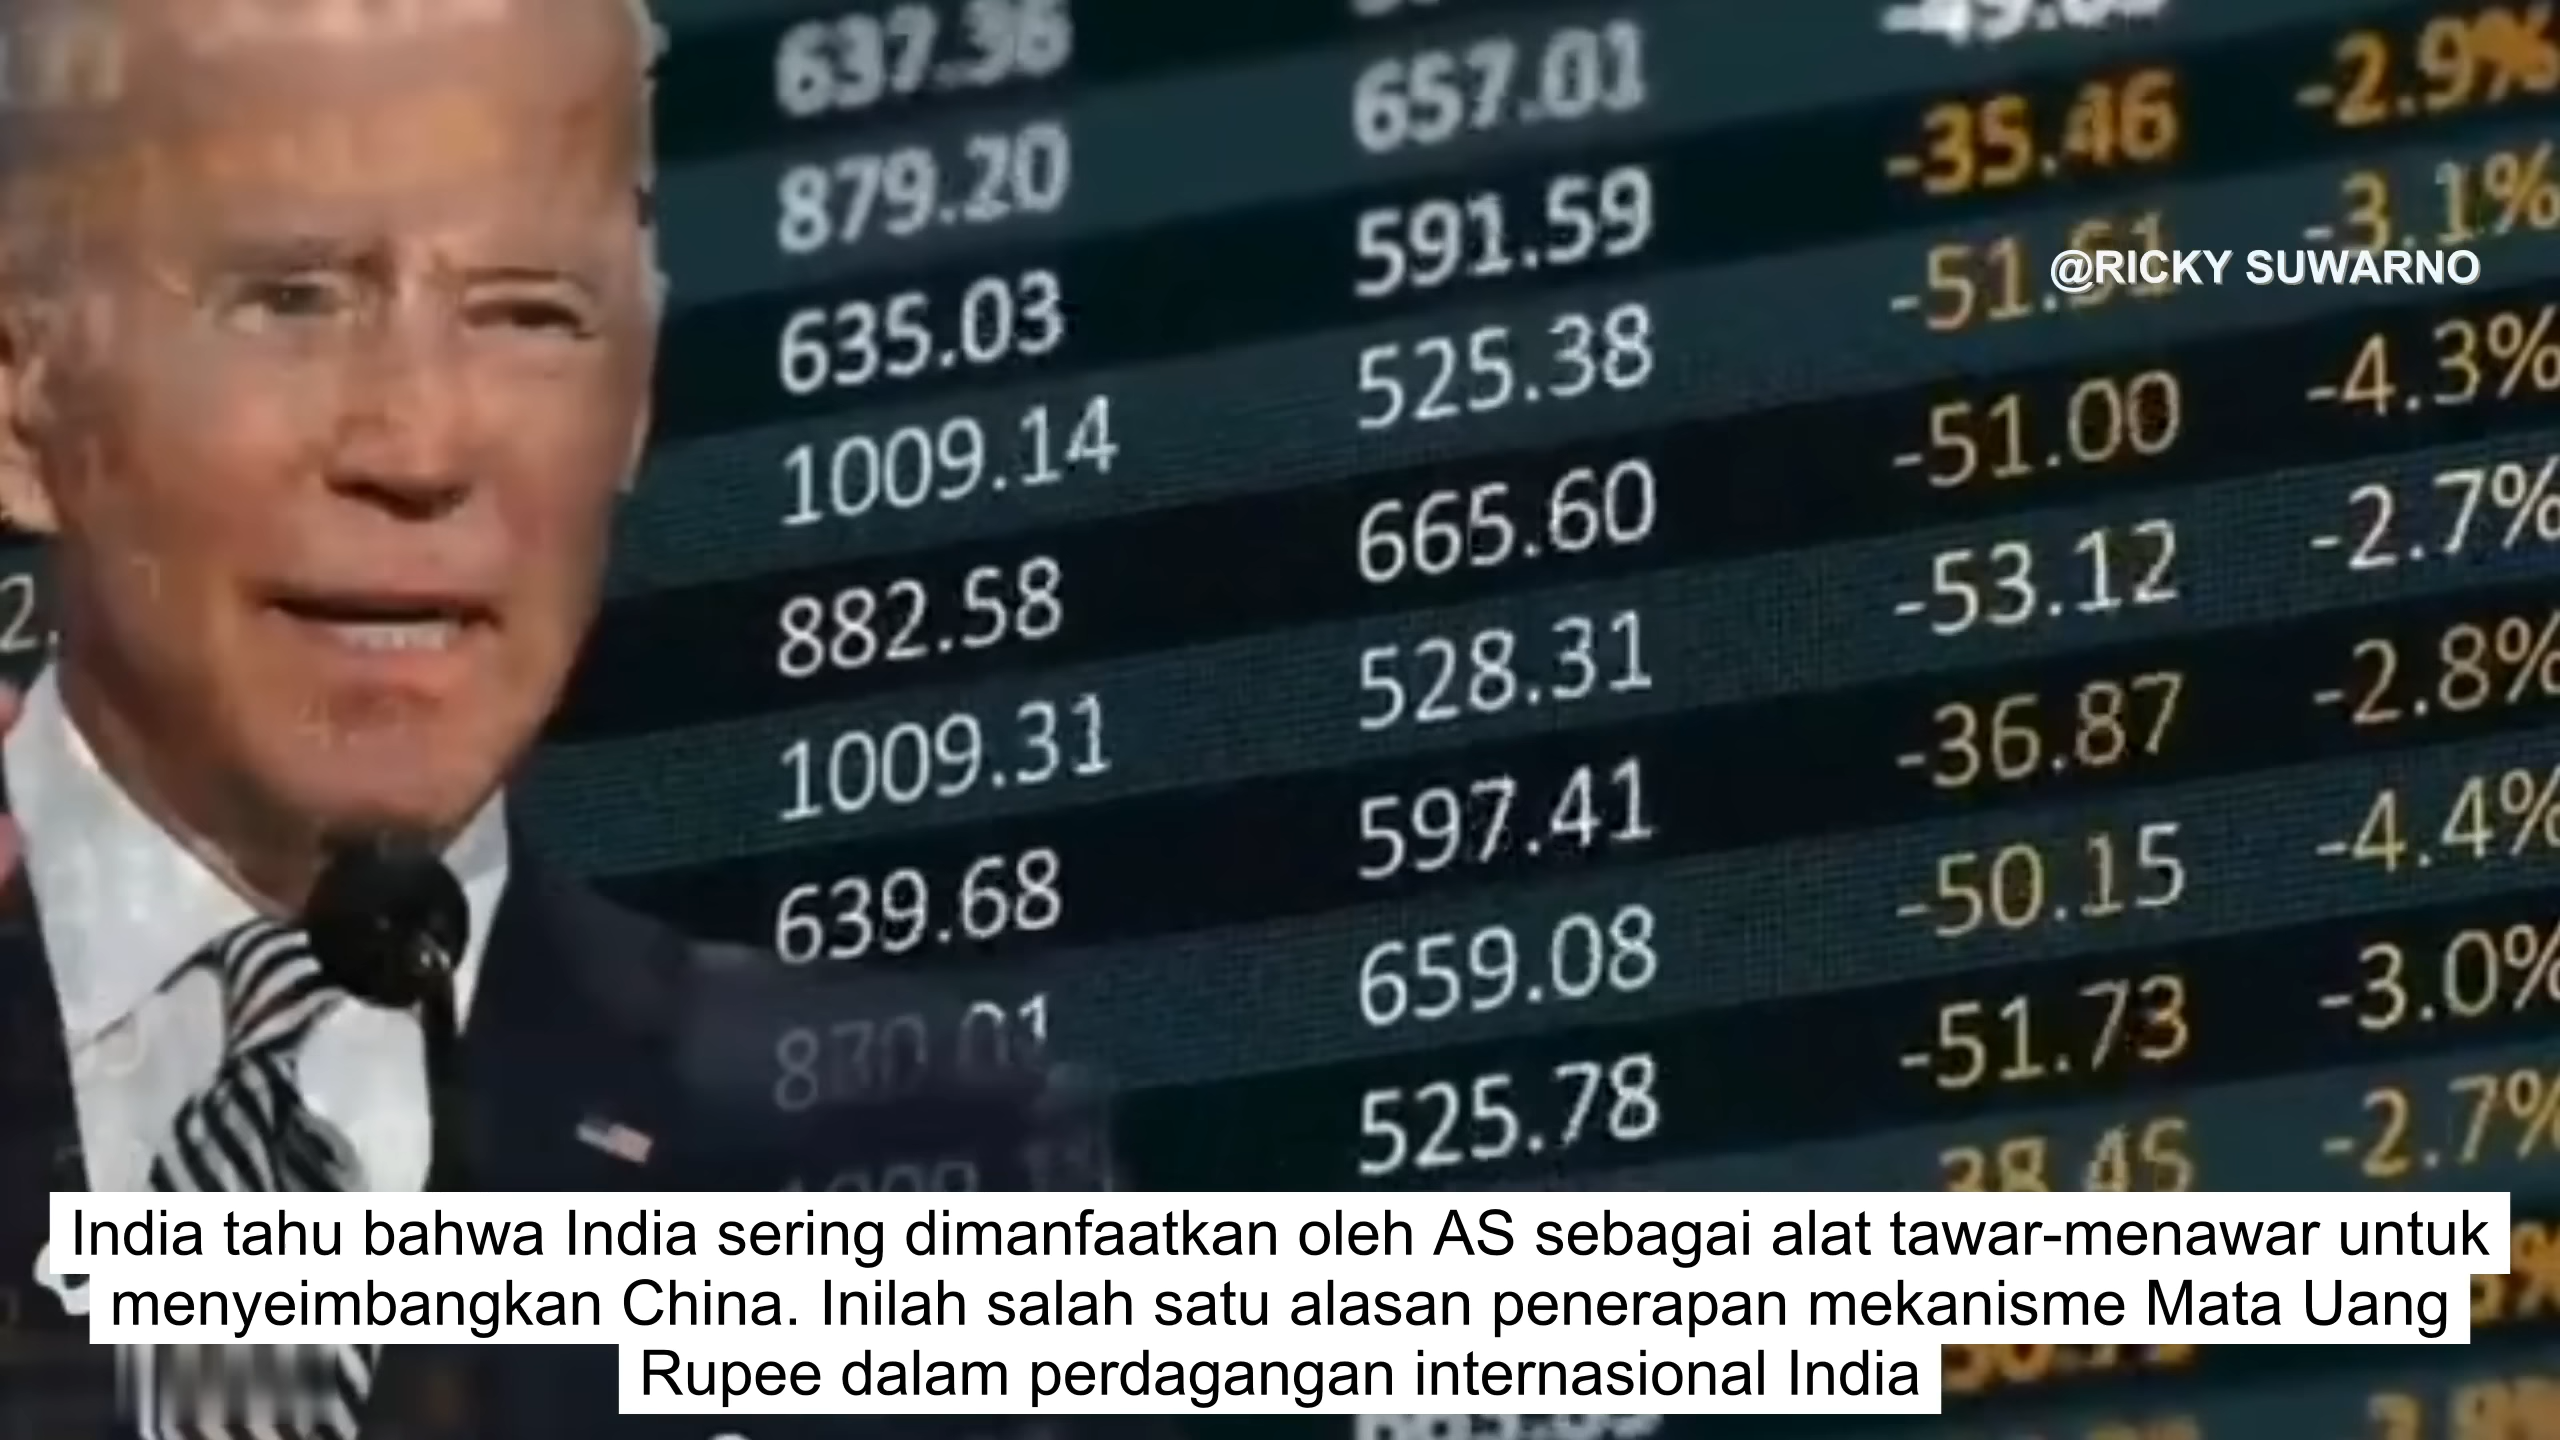 637.36
657.01
-35.46 -2.9%
879.20 591.59 -51.51 -3.1%
@RICKY SUWARNO
635.03 525.38 -51.00 -4.3%
1009.14 665.60 -53.12 -2.7%
882.58 528.31 -36.87 -2.8%
1009.31 597.41 -50.15 -4.4%
639.68 659.08 -51.73 -3.0%
525.78 -2.7%
India tahu bahwa India sering dimanfaatkan oleh AS sebagai alat tawar-menawar untuk
menyeimbangkan China. Inilah salah satu alasan penerapan mekanisme Mata Uang
Rupee dalam perdagangan internasional India